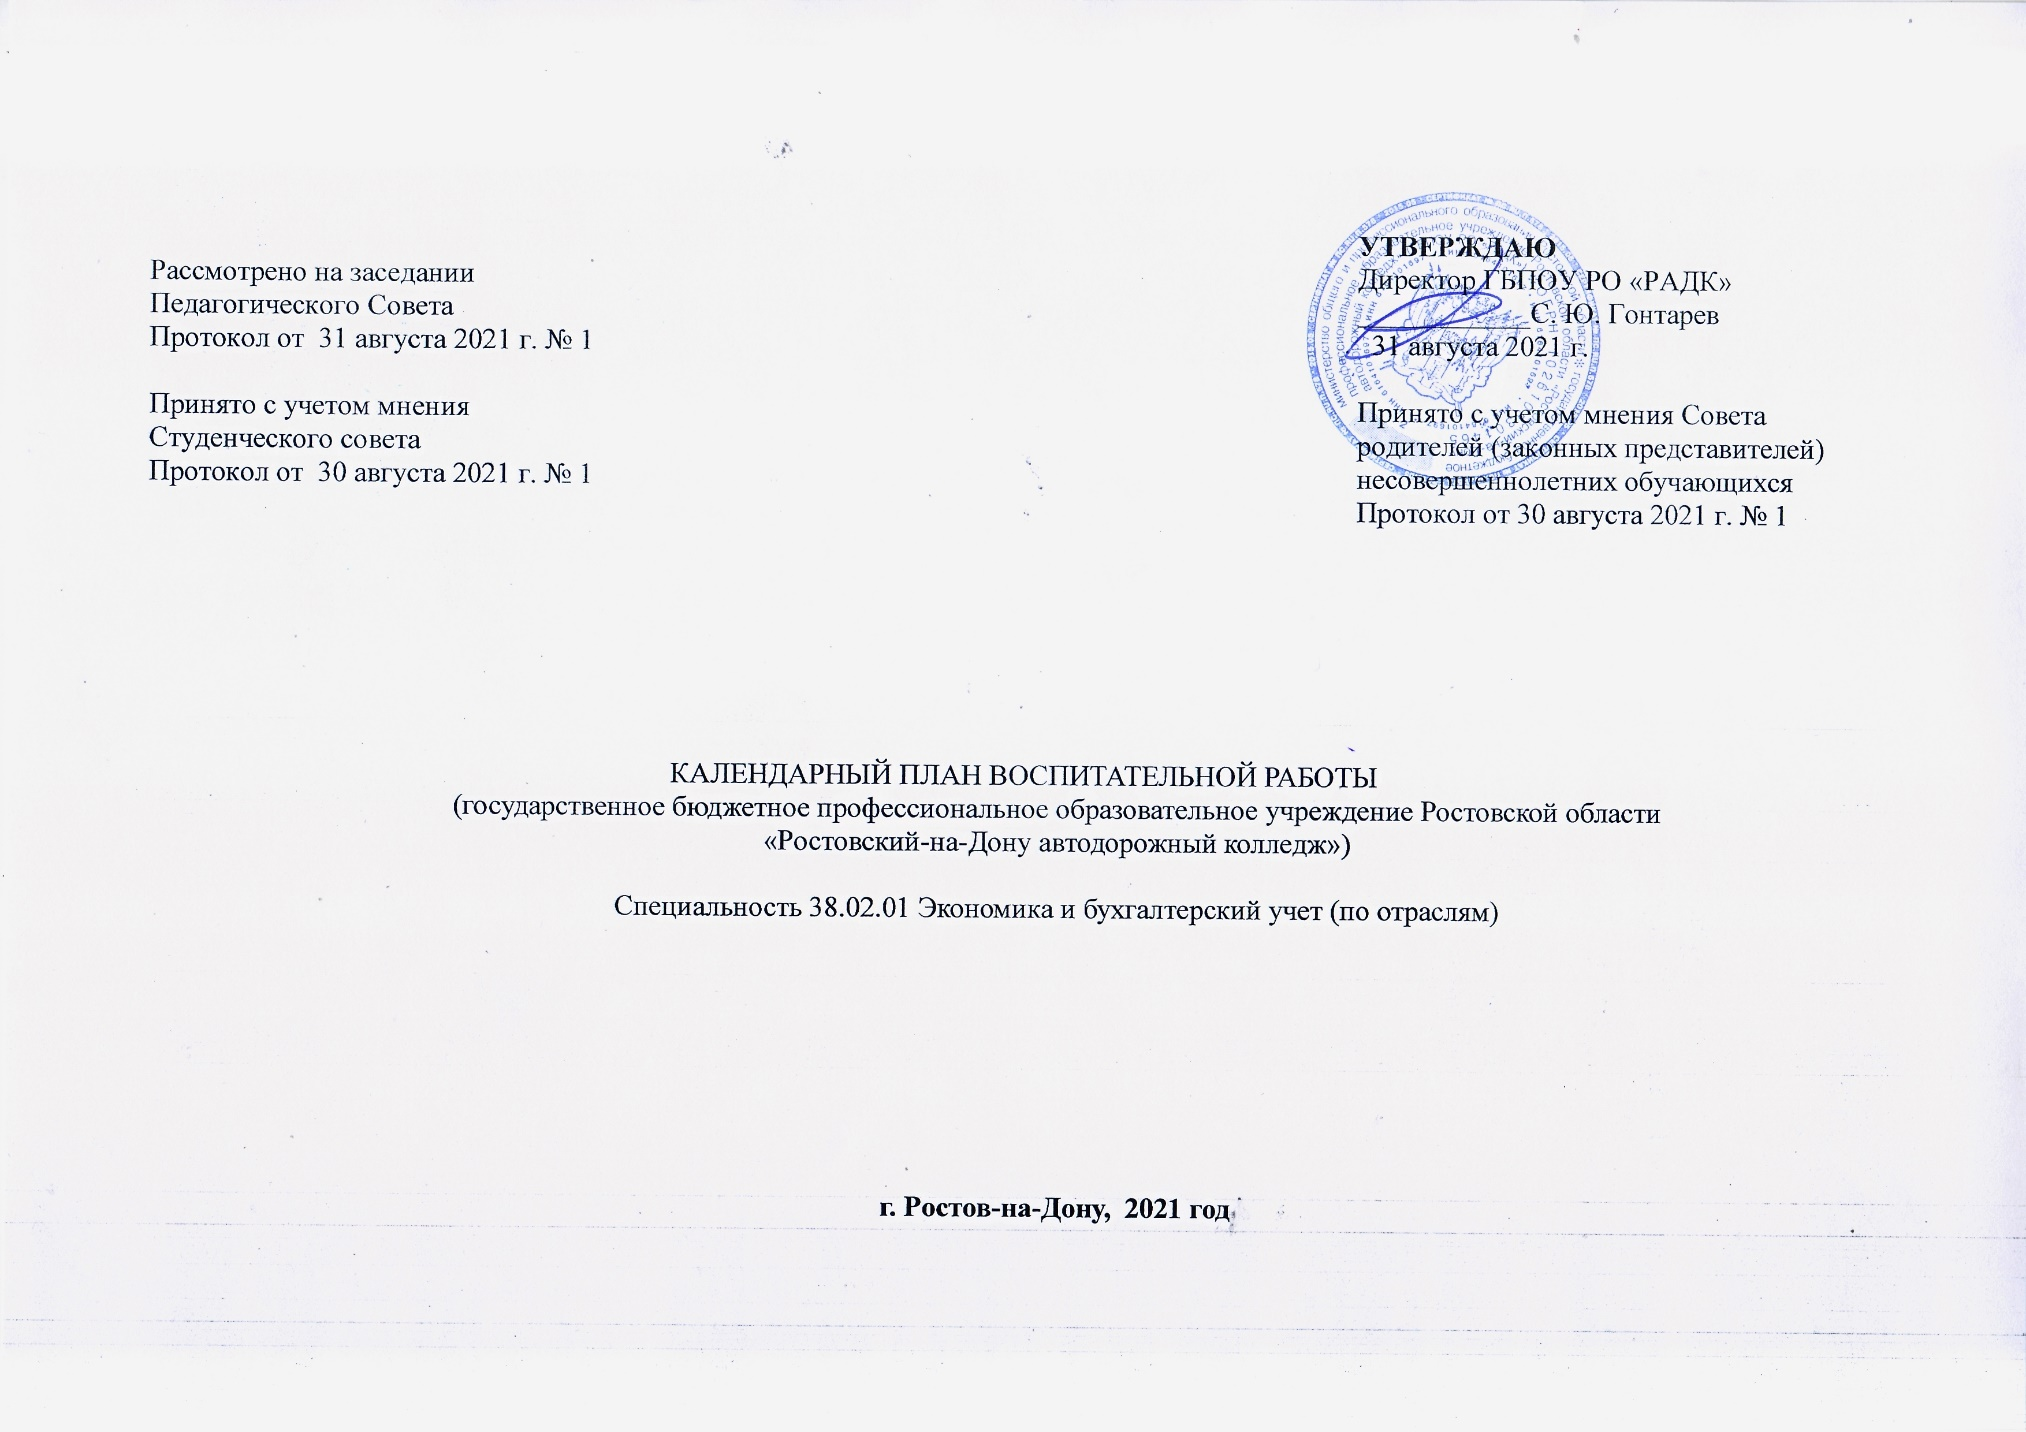 Рассмотрено на заседании
Педагогического Совета
Протокол от 31 августа 2021 г. № 1
Принято с учетом мнения
Студенческого совета
Протокол от 30 августа 2021 г. № 1
УТВЕРЖДАЮ
Директор ГБПОУ РО «РАДК»
____________С. Ю. Гонтарев
31 августа 2021 г.
Принято с учетом мнения Совета
родителей (законных представителей)
несовершеннолетних обучающихся
Протокол от 30 августа 2021 г. № 1
КАЛЕНДАРНЫЙ ПЛАН ВОСПИТАТЕЛЬНОЙ РАБОТЫ
(государственное бюджетное профессиональное образовательное учреждение Ростовской области
«Ростовский-на-Дону автодорожный колледж»)
Специальность 38.02.01 Экономика и бухгалтерский учет (по отраслям)
г. Ростов-на-Дону, 2021 год